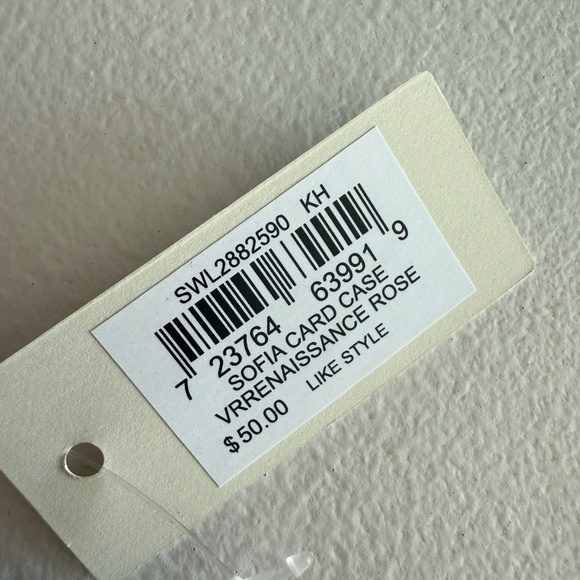 SWL2882590 KH
7 23764 63991 9
SOFIA CARD CASE
VRRENAISSANCE ROSE
$50.00 LIKE STYLE